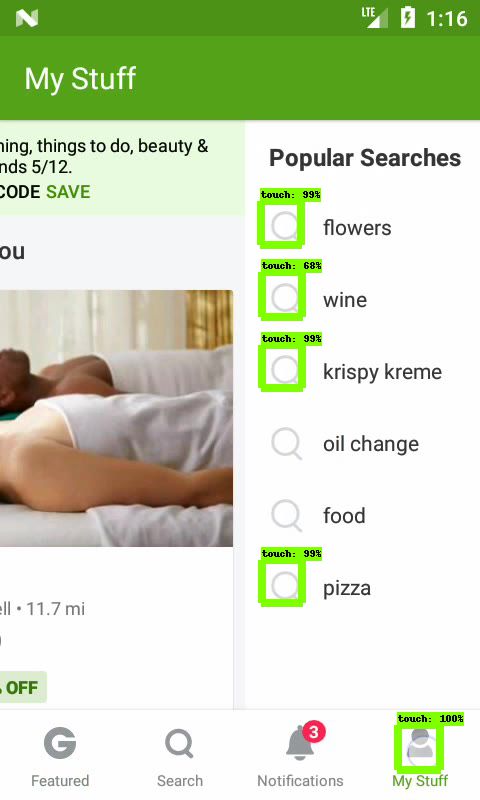 LTE 1:16
My Stuff
ning, things to do, beauty &
nds 5/12.
CODE SAVE
ou
Popular Searches
touch: 99%
flowers
touch: 68%
wine
touch: 99%
krispy kreme
oil change
food
touch: 99%
pizza
ell • 11.7 mi
OFF
touch: 100%
3
Featured
Search
Notifications
My Stuff